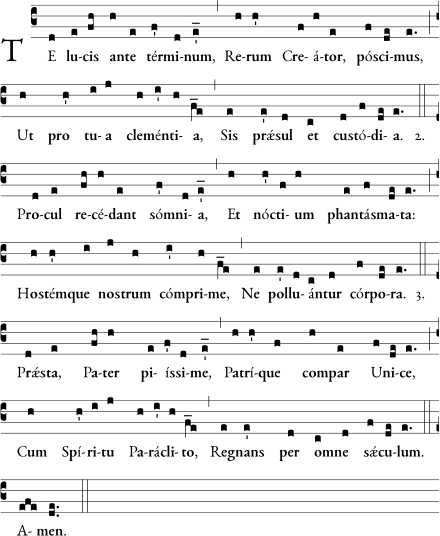 TE lu-cis ante tér-mi-num, Re-rum Cre-á-tor, pósci-mus,
Ut pro tu-a cleménti-a, Sis prǽsul et custó-di-a. 2.
Pro-cul re-cé-dant sómni-a, Et nócti-um phantásma-ta:
Hostémque nostrum cómpri-me, Ne pollu-ántur córpo-ra. 3.
Prǽsta, Pa-ter pi-íssi-me, Patrí-que compar Uni-ce,
Cum Spí-ri-tu Pa-rácli-to, Regnans per omne sǽcu-lum.
A-men.